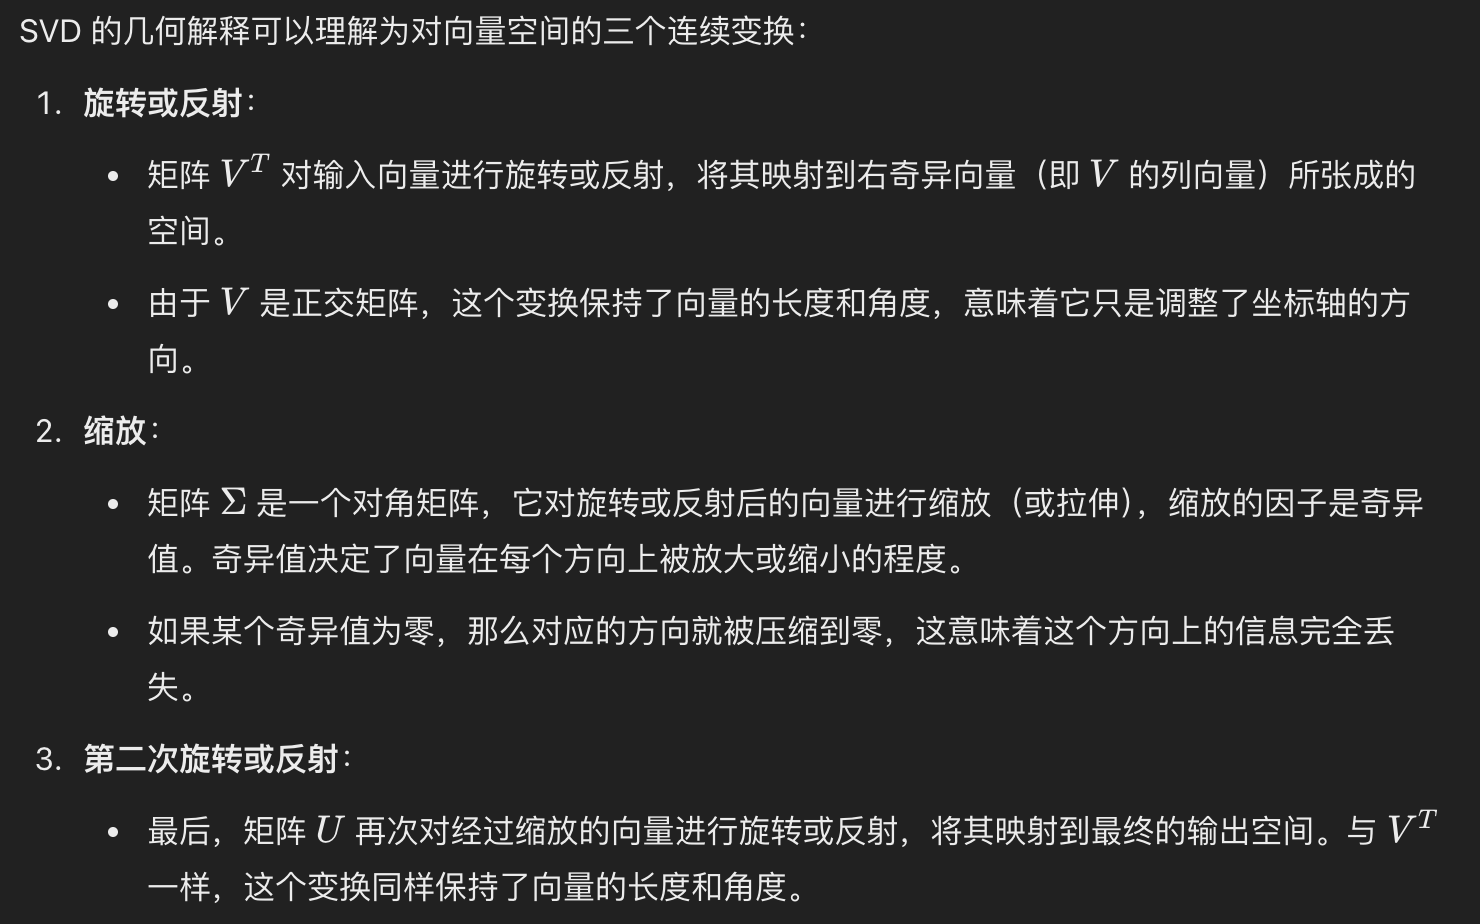 SVD 的几何解释可以理解为对向量空间的三个连续变换：
1. 旋转或反射：
• 矩阵 V^T 对输入向量进行旋转或反射，将其映射到右奇异向量（即 V 的列向量）所张成的
空间。
• 由于 V 是正交矩阵，这个变换保持了向量的长度和角度，意味着它只是调整了坐标轴的方
向。
2. 缩放：
• 矩阵 Σ 是一个对角矩阵，它对旋转或反射后的向量进行缩放（或拉伸），缩放的因子是奇异
值。奇异值决定了向量在每个方向上被放大或缩小的程度。
• 如果某个奇异值为零，那么对应的方向就被压缩到零，这意味着这个方向上的信息完全丢
失。
3. 第二次旋转或反射：
• 最后，矩阵 U 再次对经过缩放的向量进行旋转或反射，将其映射到最终的输出空间。与 V^T
一样，这个变换同样保持了向量的长度和角度。